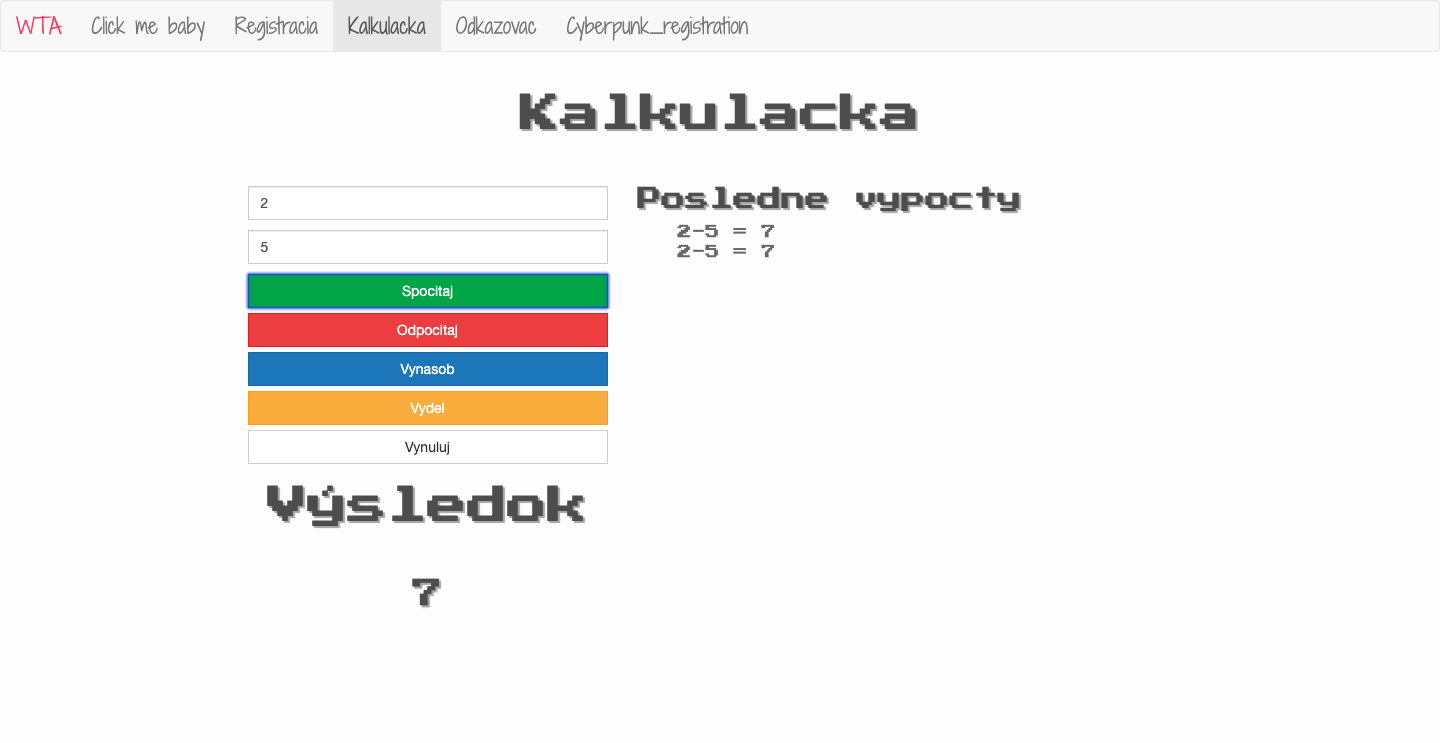 WTA Click me baby Registracia Kalkulacka Odkazovac Cyberpunk_registration
Kalkulacka
2
5
Spocitaj
Odpocitaj
Vynasob
Vydel
Vynuluj
Výsledok
7
Posledne vypocty
2-5 = 7
2-5 = 7